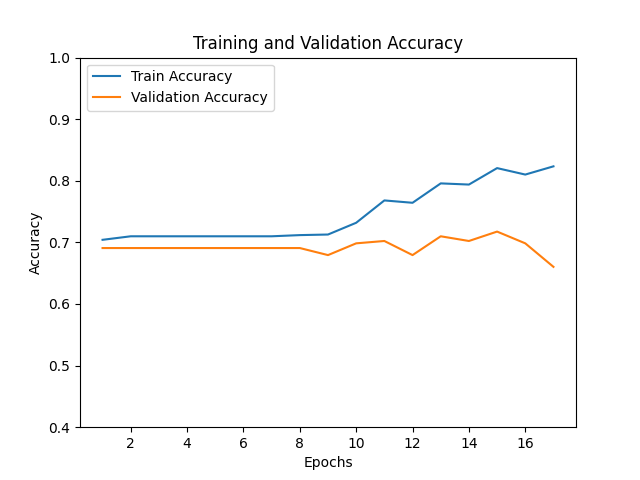 Training and Validation Accuracy
Train Accuracy
Validation Accuracy
Accuracy
1.0
0.9
0.8
0.7
0.6
0.5
0.4
2 4 6 8 10 12 14 16
Epochs